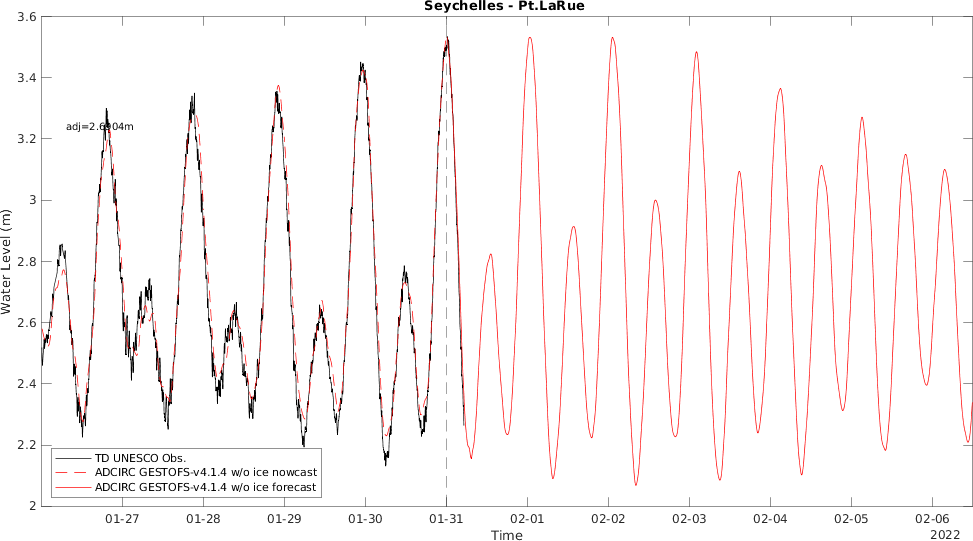 Seychelles - Pt.LaRue
3.6
3.4
adj=2.6904m
3.2
3
2.8
2.6
2.4
2.2
2
Water Level (m)
TD UNESCO Obs.
ADCIRC GESTOFS-v4.1.4 w/o ice nowcast
ADCIRC GESTOFS-v4.1.4 w/o ice forecast
01-27 01-28 01-29 01-30 01-31 02-01 02-02 02-03 02-04 02-05 02-06
Time
2022